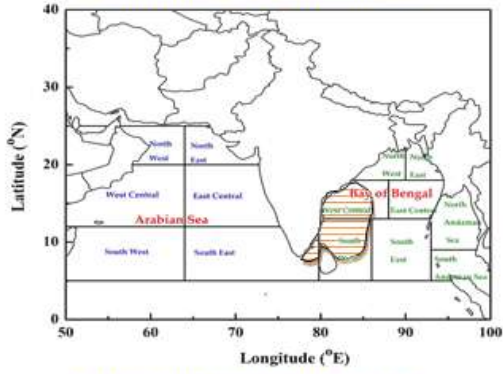 40
30
20
10
0
Latitude (°N)
North
West
North
East
West Central
East Central
Arabian Sea
South West
South East
North
West
North
East
Bay of Bengal
West Central
East Central
South
South
East
North
Andaman
Sea
South
Andaman Sea
50 60 70 80 90 100
Longitude (°E)